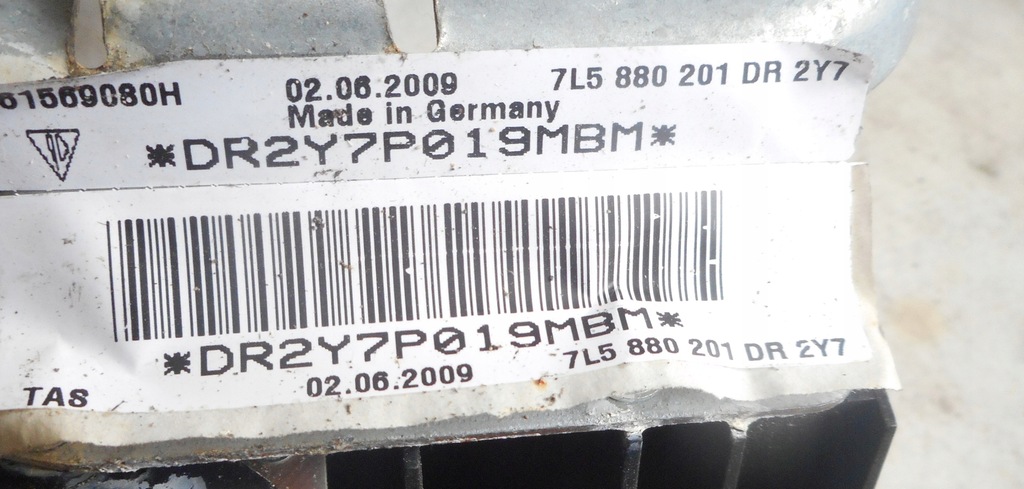 61569080H 02.06.2009 7L5 880 201 DR 2Y7
Made in Germany
*DR2Y7P019MBM*
*DR2Y7P019MBM*
TAS 02.06.2009 7L5 880 201 DR 2Y7